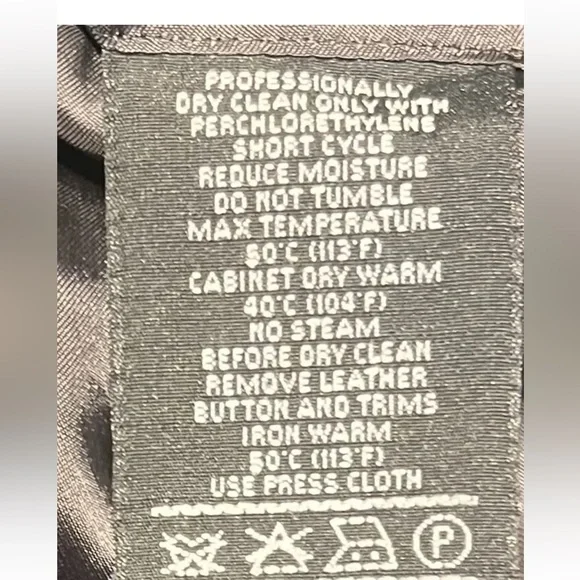 PROFESSIONALLY
DRY CLEAN ONLY WITH
PERCHLORETHYLENE
SHORT CYCLE
REDUCE MOISTURE
DO NOT TUMBLE
MAX TEMPERATURE
50°C (113°F)
CABINET DRY WARM
40°C (104°F)
NO STEAM
BEFORE DRY CLEAN
REMOVE LEATHER
BUTTON AND TRIMS
IRON WARM
50°C (113°F)
USE PRESS CLOTH
P